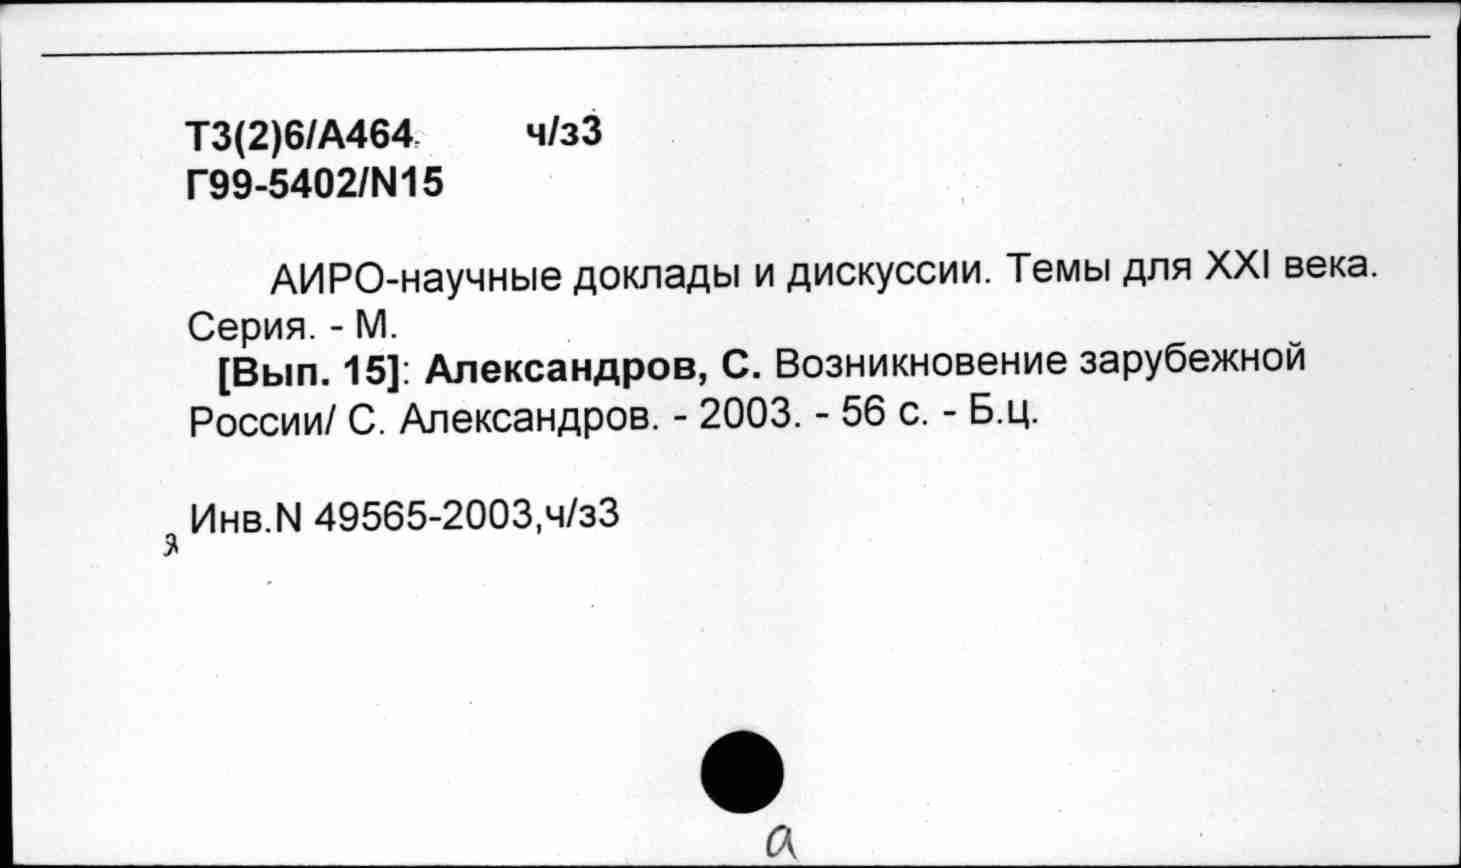 Т3(2)6/А464 ч/з3
Г99-5402/N15
АИРО-научные доклады и дискуссии. Темы для XXI века.
Серия. - М.
[Вып. 15]: Александров, С. Возникновение зарубежной
России/ С. Александров. - 2003. - 56 с. - Б.ц.
Инв.N 49565-2003,ч/з3
а